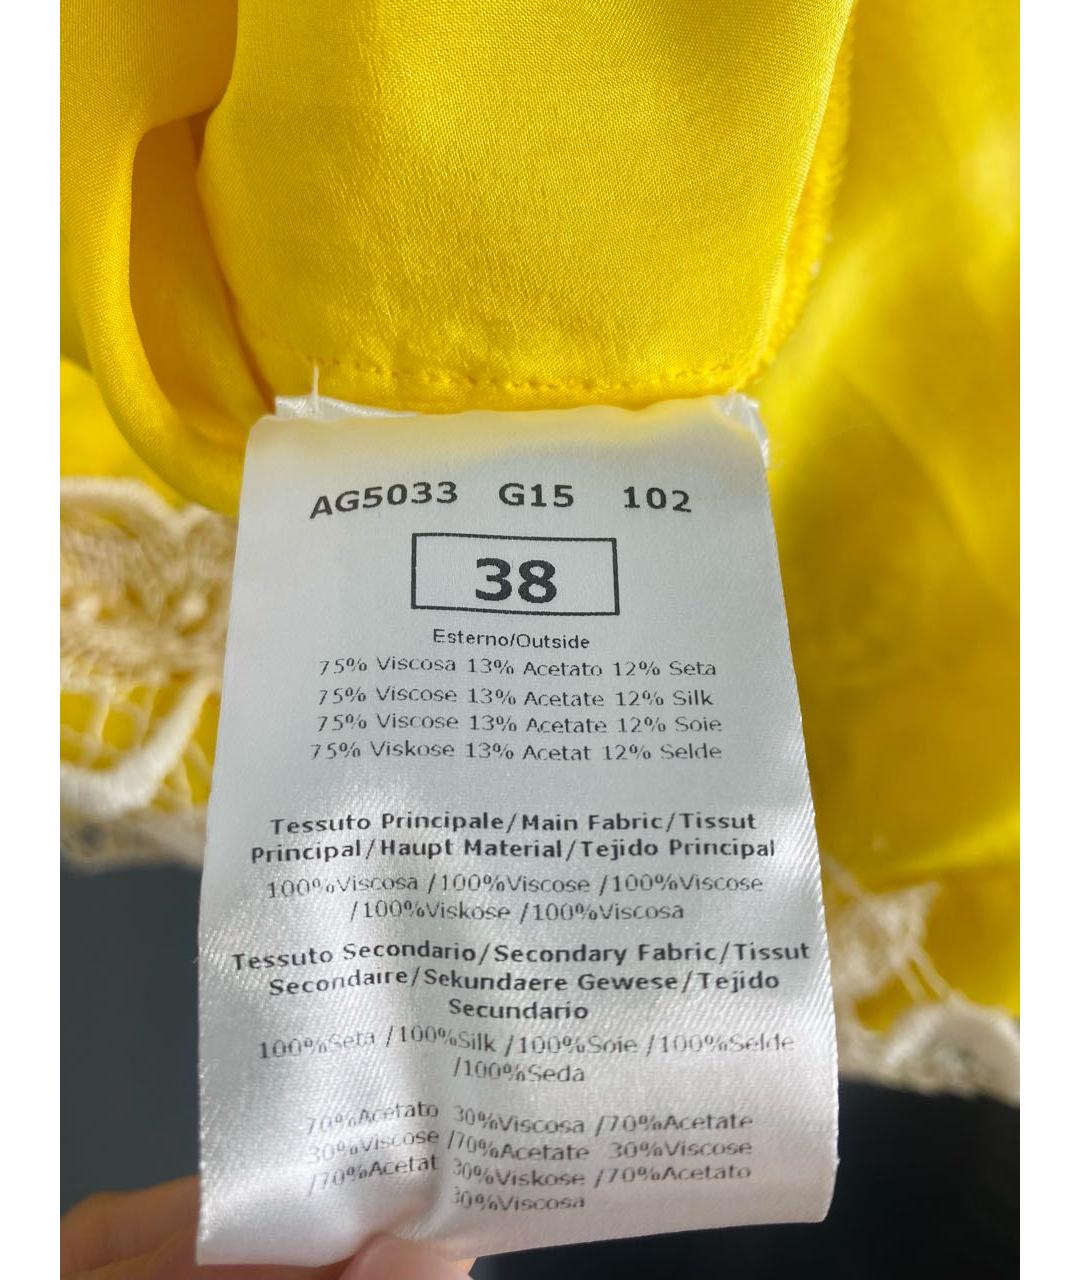 AG5033 G15 102
38
Esterno/Outside
75% Viscosa 13% Acetato 12% Seta
75% Viscose 13% Acetate 12% Silk
75% Viscose 13% Acetate 12% Soie
75% Viskose 13% Acetat 12% Selde
Tessuto Principale/Main Fabric/Tissut
Principal/Haupt Material/Tejido Principal
100%Viscosa /100%Viscose /100%Viscose
/100%Viskose /100%Viscosa
Tessuto Secondario/Secondary Fabric/Tissut
Secondaire/Sekundaere Gewese/Tejido
Secundario
100%Seta /100%Silk /100%Soie /100%Selde
/100%Seda
70%Acetato 30%Viscosa /70%Acetate
30%Viscose /70%Acetate 30%Viscose
/70%Acetat 30%Viskose /70%Acetato
30%Viscosa